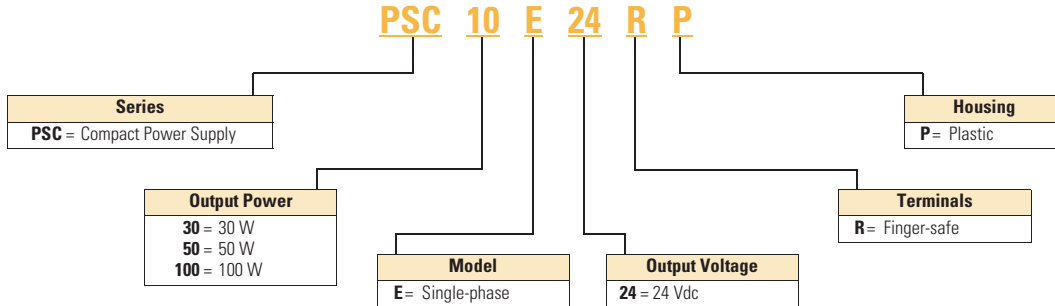 PSC 10 E 24 R P
Series
PSC = Compact Power Supply
Housing
P = Plastic
Output Power
30 = 30 W
50 = 50 W
100 = 100 W
Terminals
R = Finger-safe
Model
E = Single-phase
Output Voltage
24 = 24 Vdc